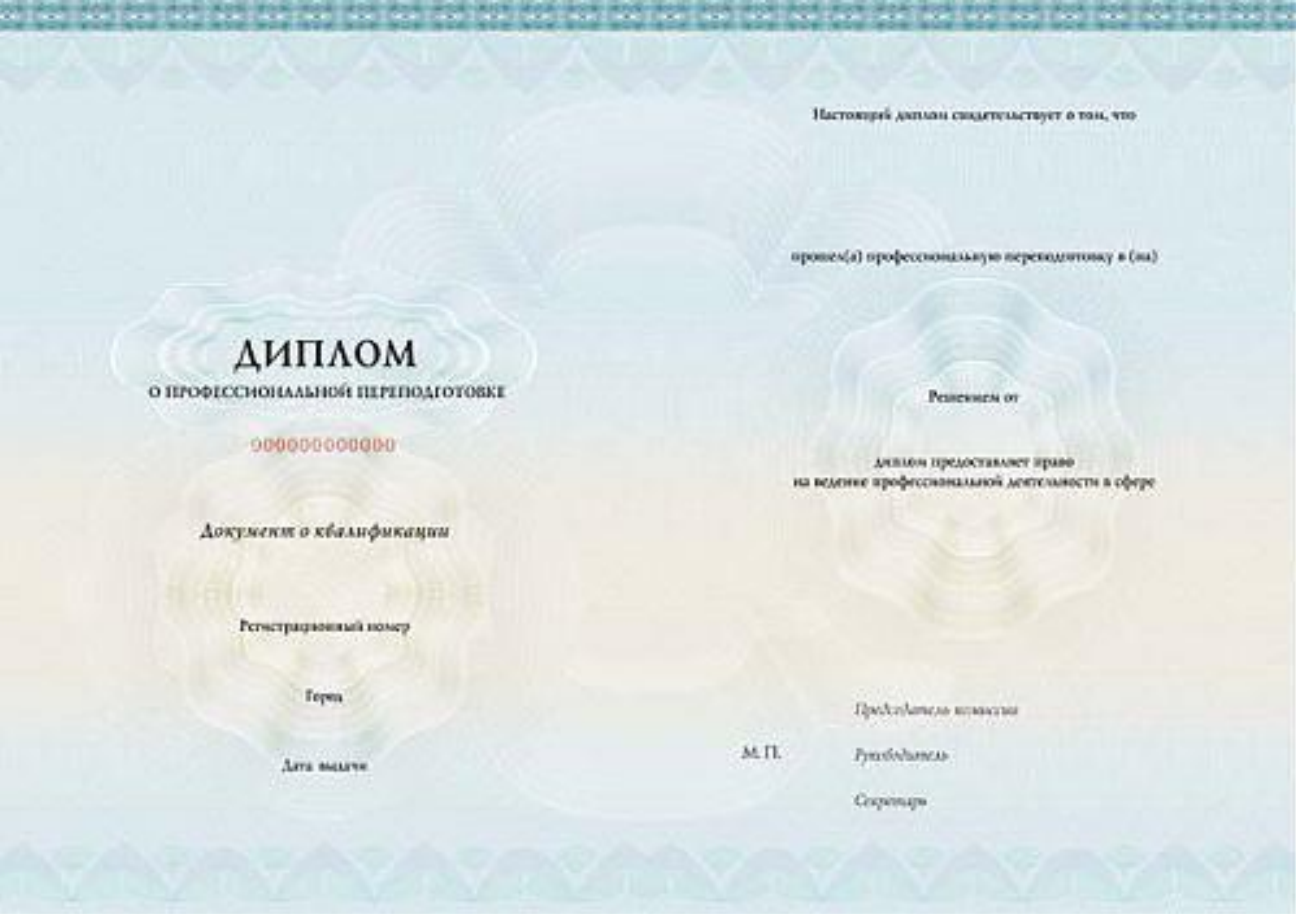 ДИПЛОМ
О ПРОФЕССИОНАЛЬНОЙ ПЕРЕПОДГОТОВКЕ
000000000000
Документ о квалификации
Регистрационный номер
Город
Дата выдачи
Настоящий диплом свидетельствует о том, что
прошел(а) профессиональную переподготовку в (на)
Решением от
диплом предоставляет право
на ведение профессиональной деятельности в сфере
М. П.
Председатель комиссии
Руководитель
Секретарь